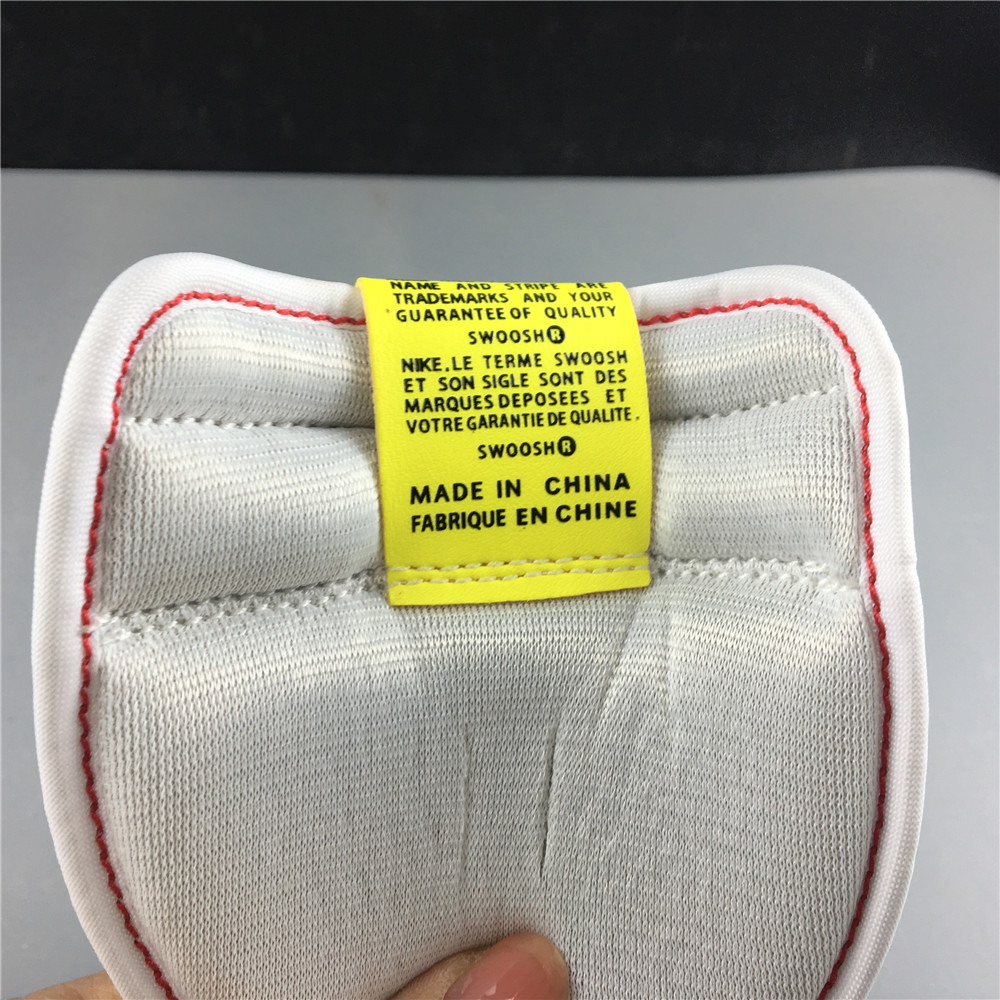 NAME AND STRIPE ARE
TRADEMARKS AND YOUR
GUARANTEE OF QUALITY
SWOOSH®
NIKE, LE TERME SWOOSH
ET SON SIGLE SONT DES
MARQUES DEPOSEES ET
VOTRE GARANTIE DE QUALITE.
SWOOSH®
MADE IN CHINA
FABRIQUE EN CHINE